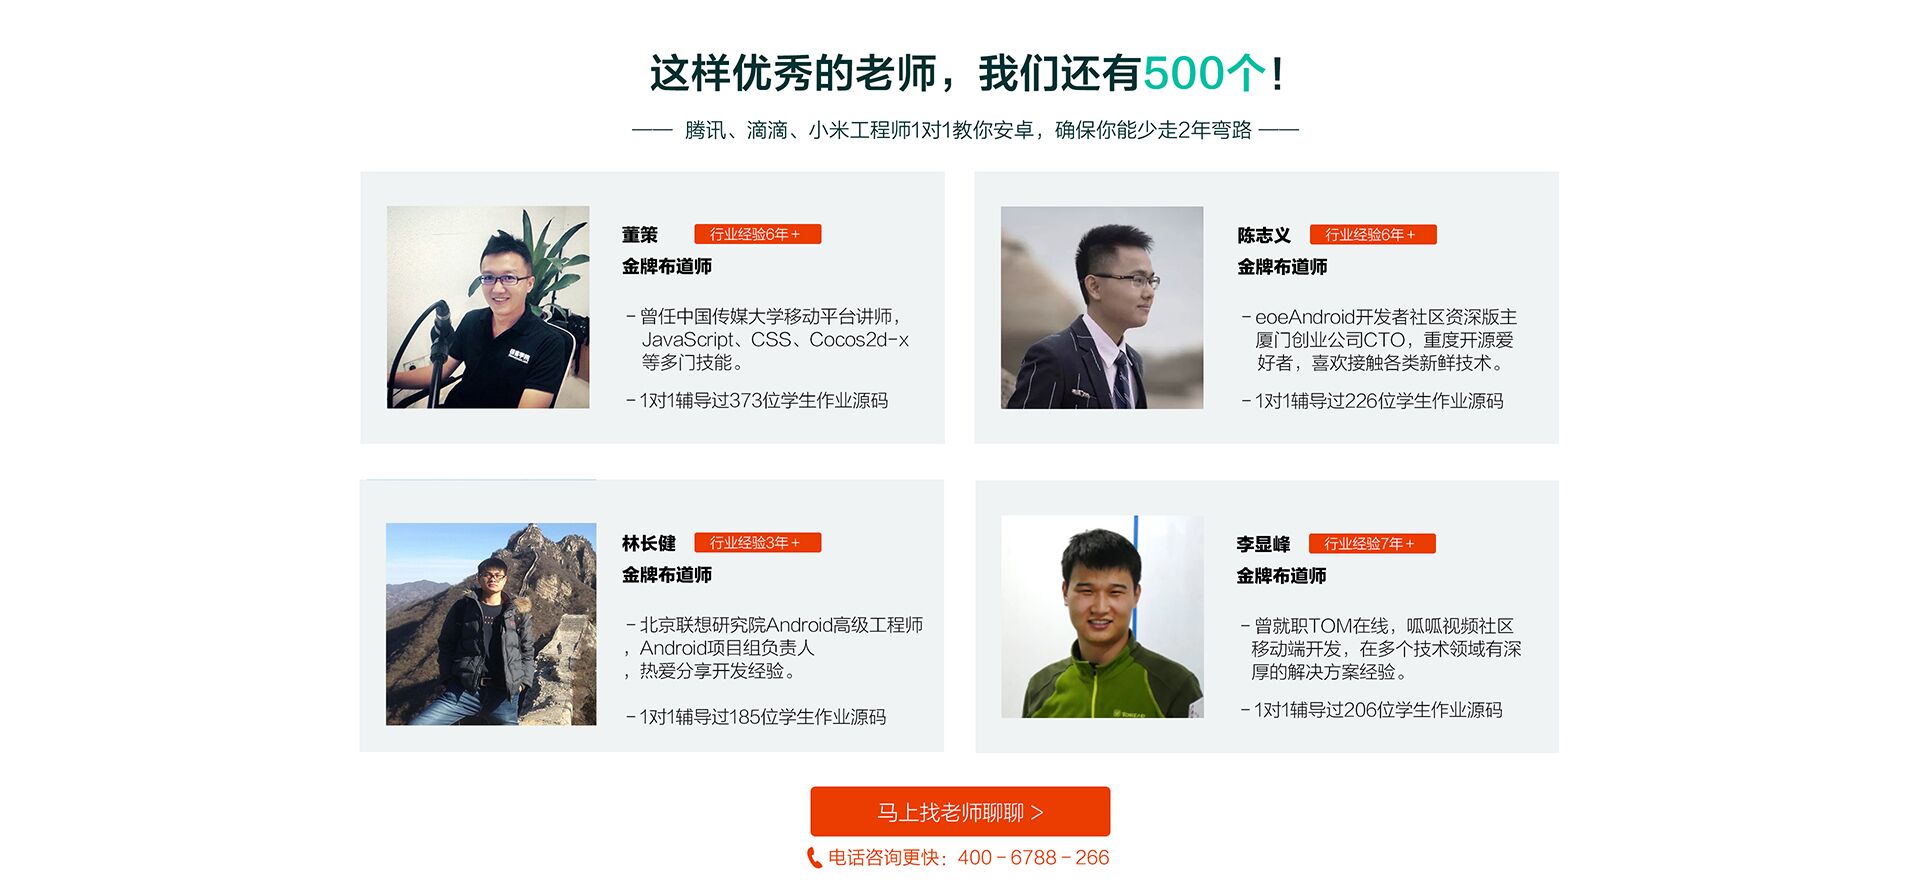 这样优秀的老师，我们还有500个！
—— 腾讯、滴滴、小米工程师1对1教你安卓，确保你能少走2年弯路 ——
董策 行业经验6年+
金牌布道师
-曾任中国传媒大学移动平台讲师，
JavaScript、CSS、Cocos2d-x
等多门技能。
-1对1辅导过373位学生作业源码
陈志义 行业经验6年+
金牌布道师
-eoeAndroid开发者社区资深版主
厦门创业公司CTO，重度开源爱
好者，喜欢接触各类新鲜技术。
-1对1辅导过226位学生作业源码
林长健 行业经验3年+
金牌布道师
-北京联想研究院Android高级工程师
，Android项目组负责人
，热爱分享开发经验。
-1对1辅导过185位学生作业源码
李显峰 行业经验7年+
金牌布道师
-曾就职TOM在线，呱呱视频社区
移动端开发，在多个技术领域有深
厚的解决方案经验。
-1对1辅导过206位学生作业源码
马上找老师聊聊 >
电话咨询更快：400-6788-266